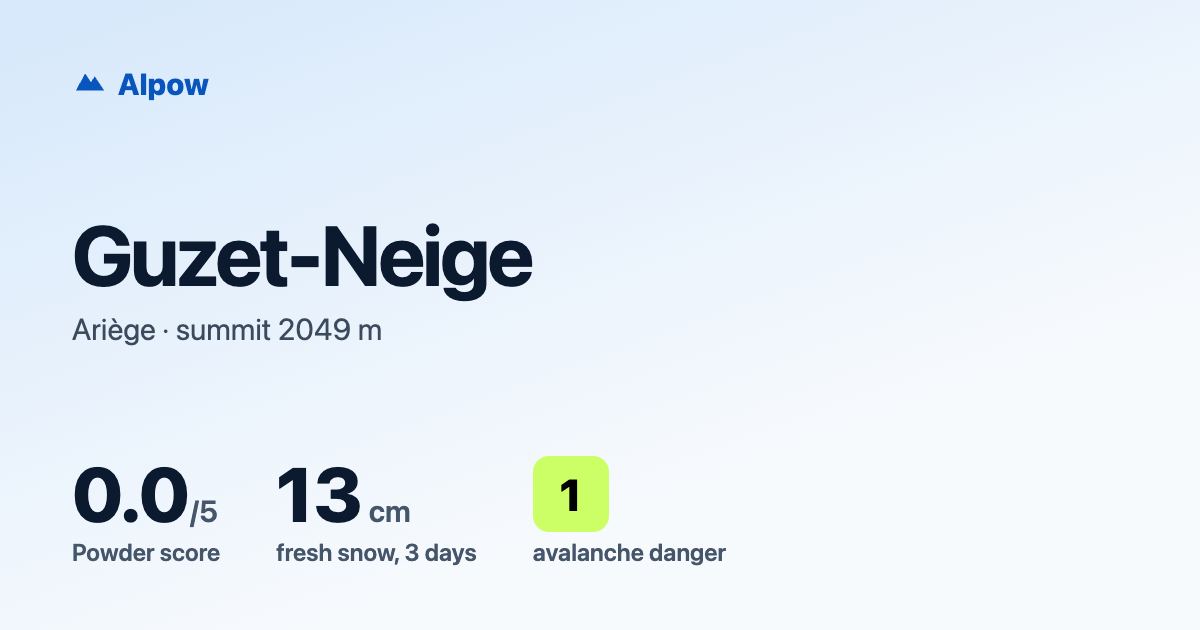 Alpow
Guzet-Neige
Ariège · summit 2049 m
0.0/5
Powder score
13 cm
fresh snow, 3 days
1
avalanche danger